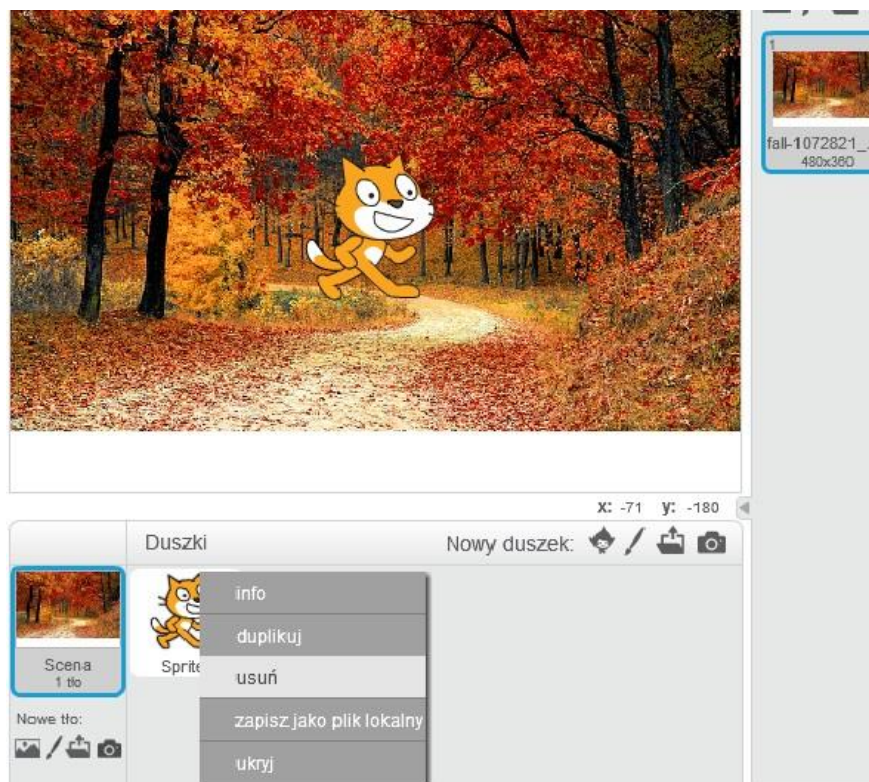 1
fall-1072821_...
480x360
x: -71 y: -180
Duszki
Nowy duszek:
Scena
1 tło
Nowe tło:
Sprite
info
duplikuj
usuń
zapisz jako plik lokalny
ukryj